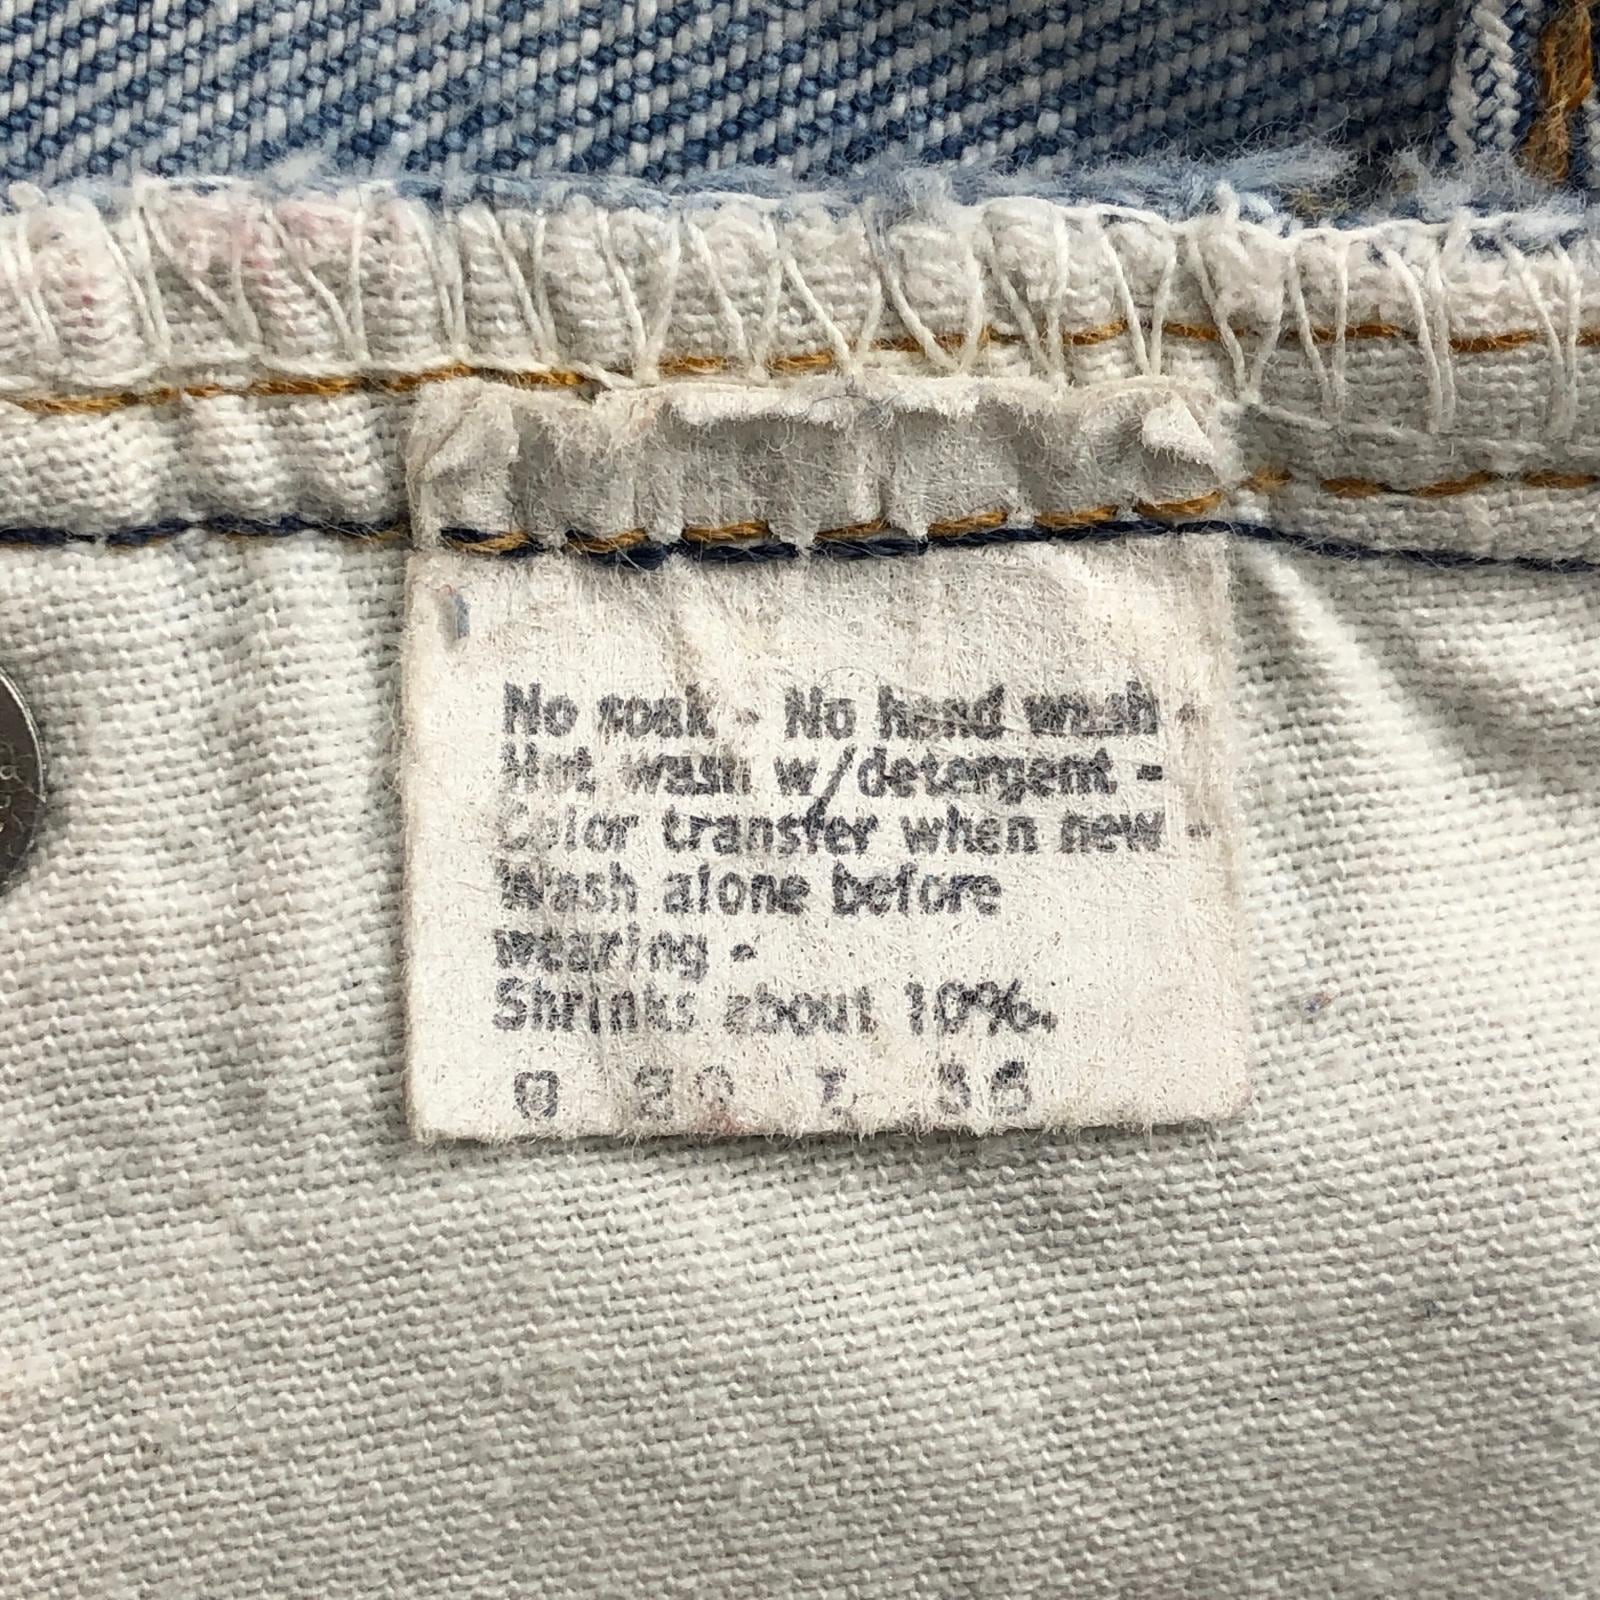 No soak - No hand wash -
Hot wash w/detergent -
Color transfer when new -
Wash alone before
wearing -
Shrinks about 10%.
36